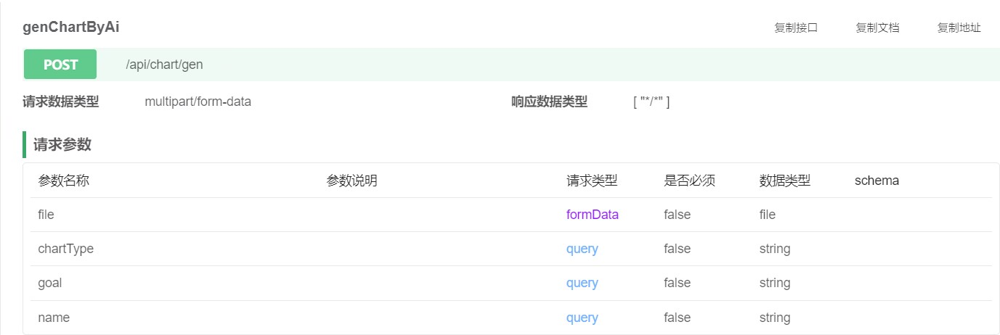 genChartByAi 复制接口 复制文档 复制地址
POST /api/chart/gen
请求数据类型 multipart/form-data 响应数据类型 [ "*/*" ]
请求参数
参数名称 参数说明 请求类型 是否必须 数据类型 schema
file formData false file
chartType query false string
goal query false string
name query false string